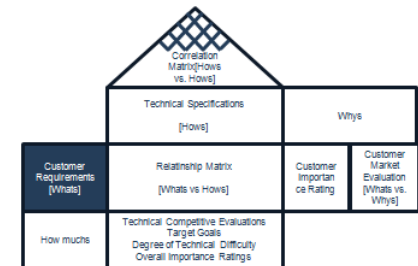 Correlation
Matrix[Hows
vs. Hows]
Technical Specifications
[Hows]
Whys
Customer
Requirements
[Whats]
Relatinship Matrix
[Whats vs Hows]
Customer
Importan
ce Rating
Customer
Market
Evaluation
[Whats vs.
Whys]
How muchs
Technical Competitive Evaluations
Target Goals
Degree of Technical Difficulty
Overall Importance Ratings